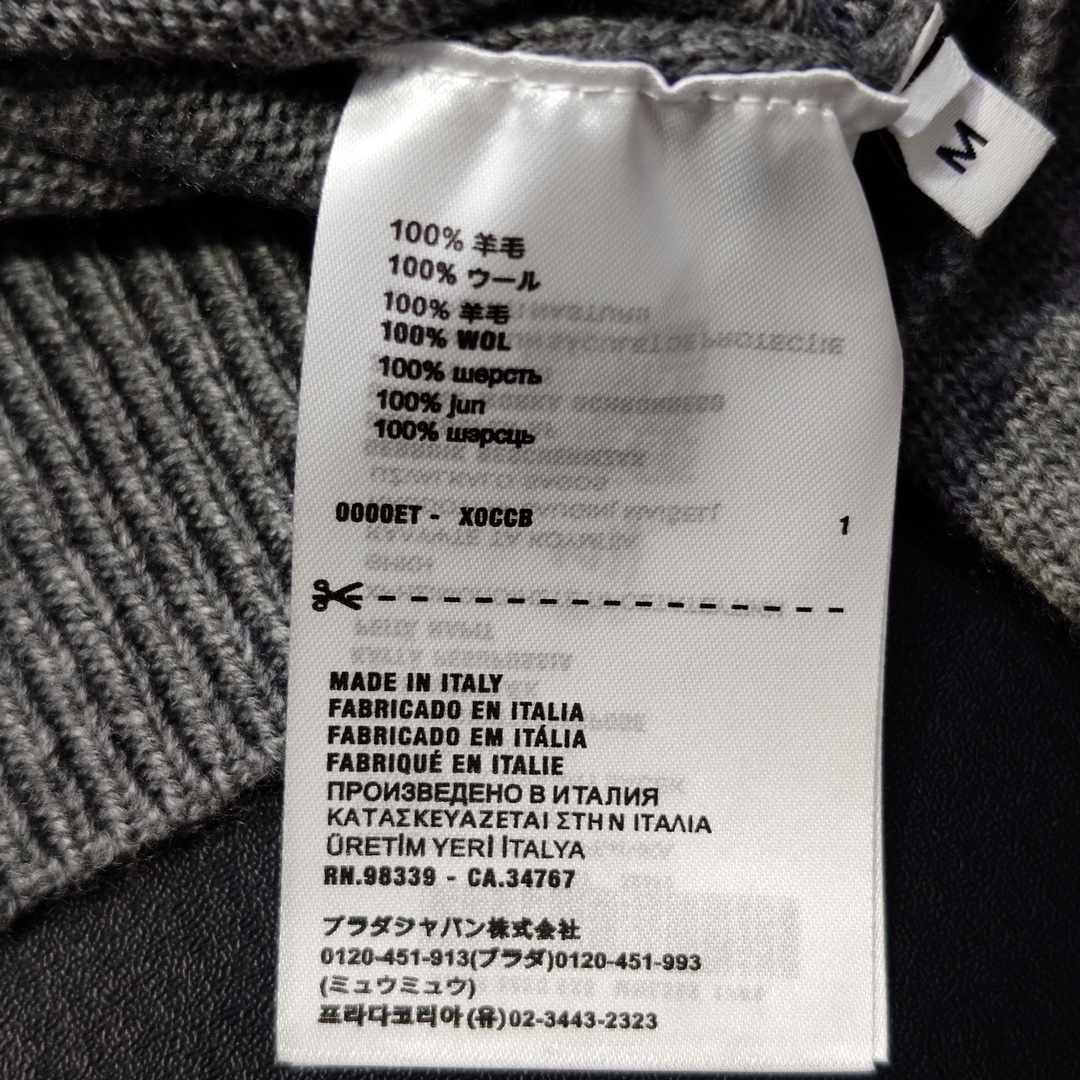 M
100% 羊毛
100% ウール
100% 羊毛
100% WOL
100% шерсть
100% jun
100% шэрсць
0000ET - X0CCB 1
MADE IN ITALY
FABRICADO EN ITALIA
FABRICADO EM ITÁLIA
FABRIQUÉ EN ITALIE
ПРОИЗВЕДЕНО В ИТАЛИЯ
ΚΑΤΑΣΚΕΥΑΖΕΤΑΙ ΣΤΗΝ ΙΤΑΛΙΑ
ÜRETİM YERİ İTALYA
RN.98339 - CA.34767
プラダジャパン株式会社
0120-451-913(プラダ)0120-451-993
(ミュウミュウ)
프라다코리아(유)02-3443-2323